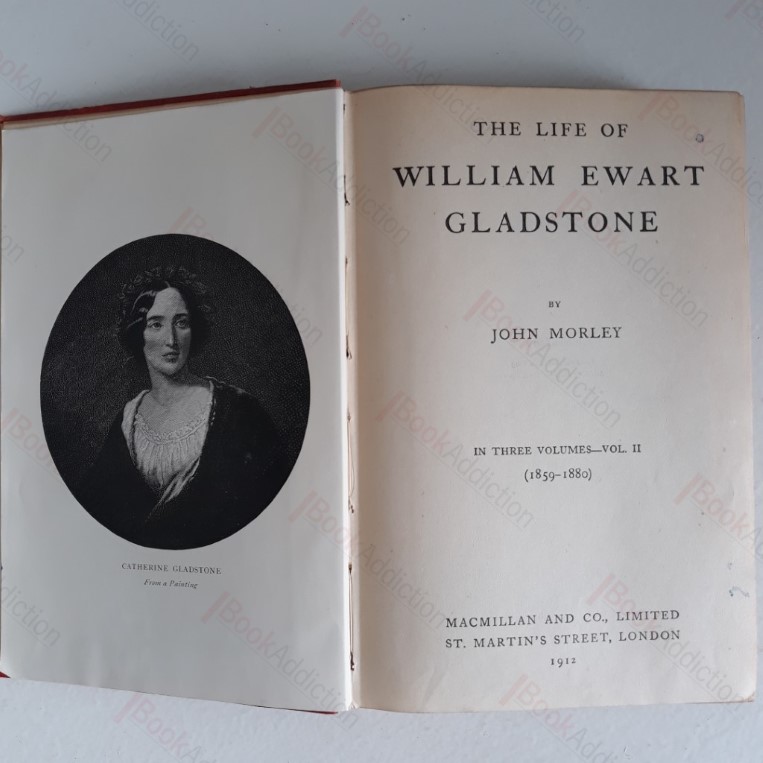 CATHERINE GLADSTONE
From a Painting
THE LIFE OF
WILLIAM EWART
GLADSTONE
BY
JOHN MORLEY
IN THREE VOLUMES—VOL. II
(1859–1880)
MACMILLAN AND CO., LIMITED
ST. MARTIN'S STREET, LONDON
1912
BookAddiction